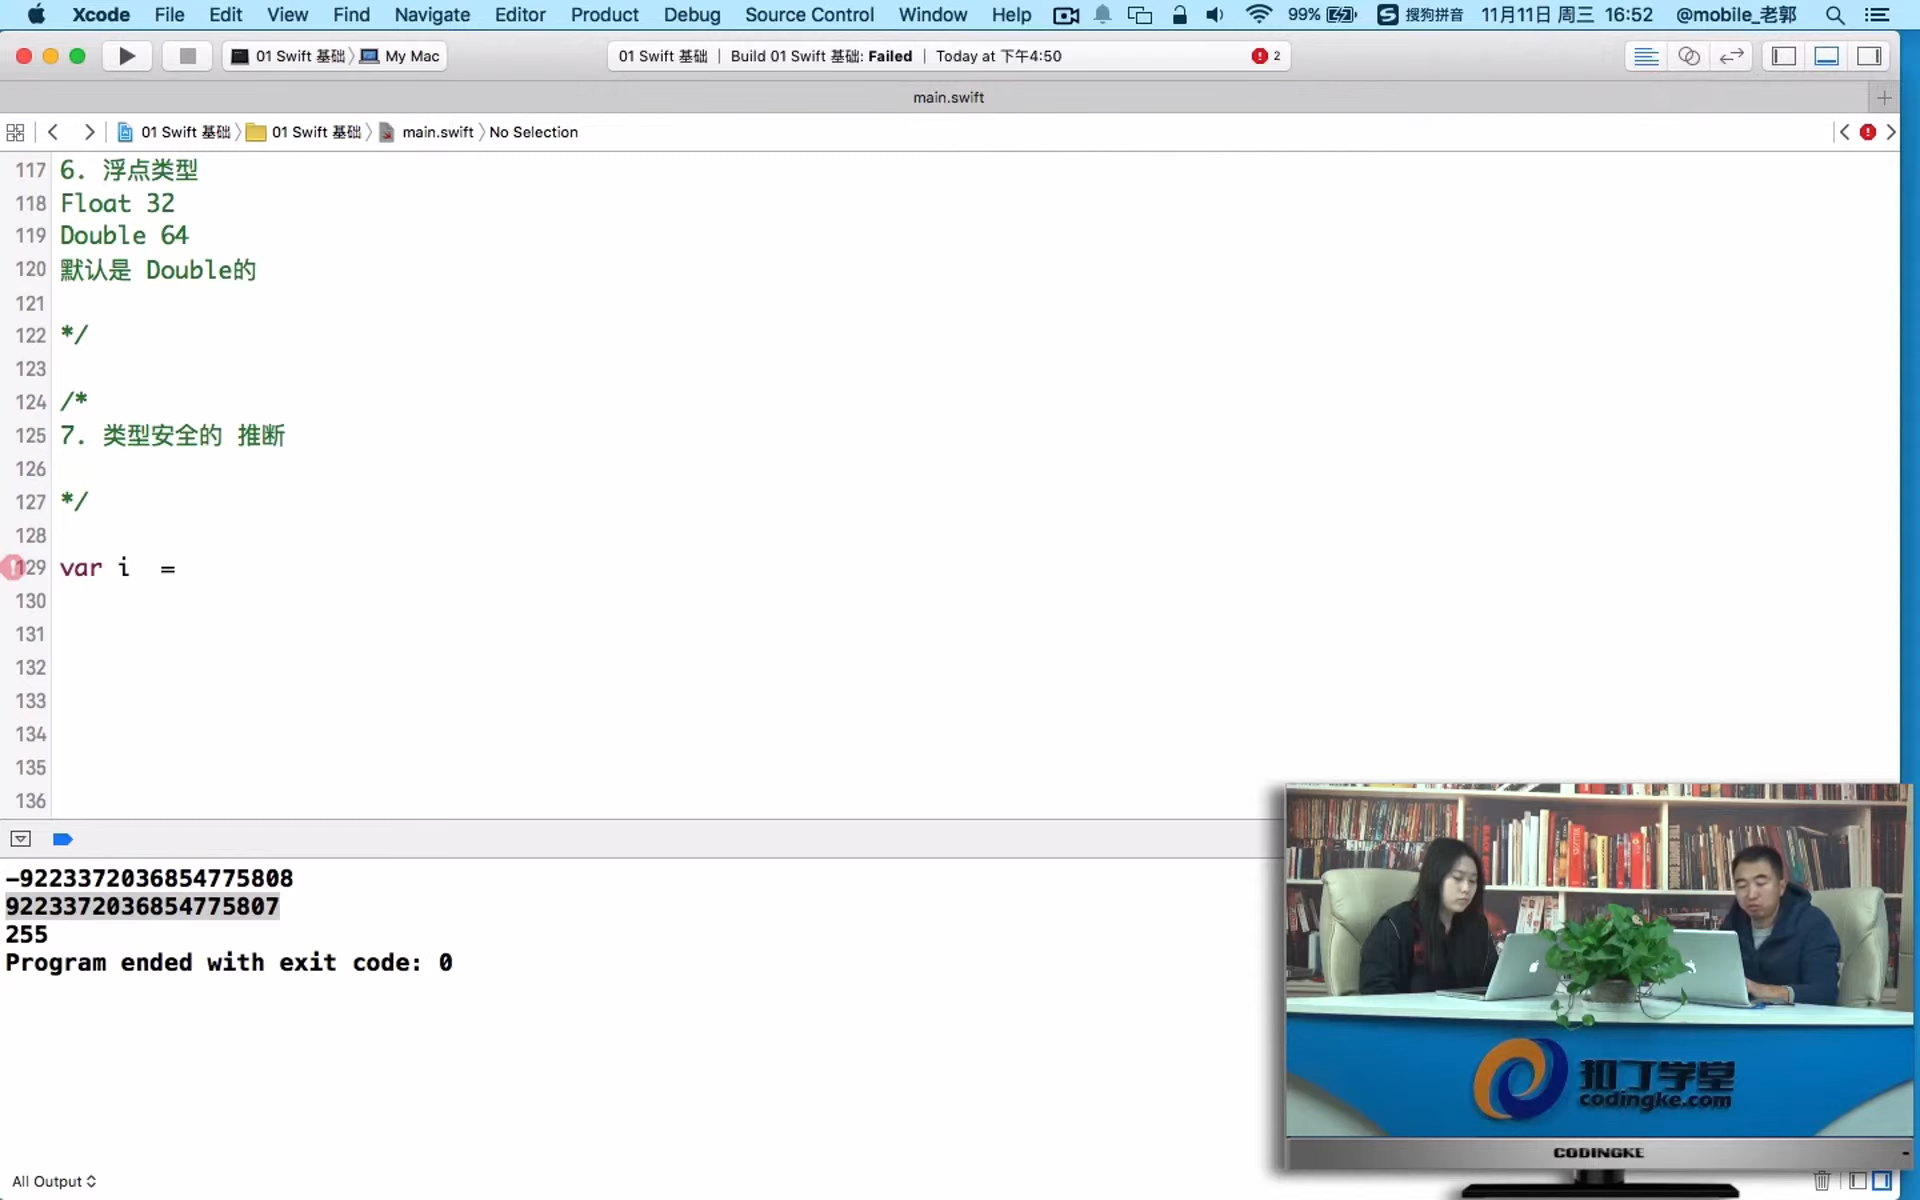 Xcode File Edit View Find Navigate Editor Product Debug Source Control Window Help 99% S 搜狗拼音 11月11日 周三 16:52 @mobile_老郭
01 Swift 基础 〉 My Mac
01 Swift 基础 | Build 01 Swift 基础: Failed | Today at 下午4:50
2
main.swift
01 Swift 基础 〉 01 Swift 基础 〉 main.swift 〉 No Selection
117 6. 浮点类型
118 Float 32
119 Double 64
120 默认是 Double的
121
122 */
123
124 /*
125 7. 类型安全的 推断
126
127 */
128
129 var i  =
130
131
132
133
134
135
136
-9223372036854775808
9223372036854775807
255
Program ended with exit code: 0
扣丁学堂
codingke.com
CODINGKE
All Output